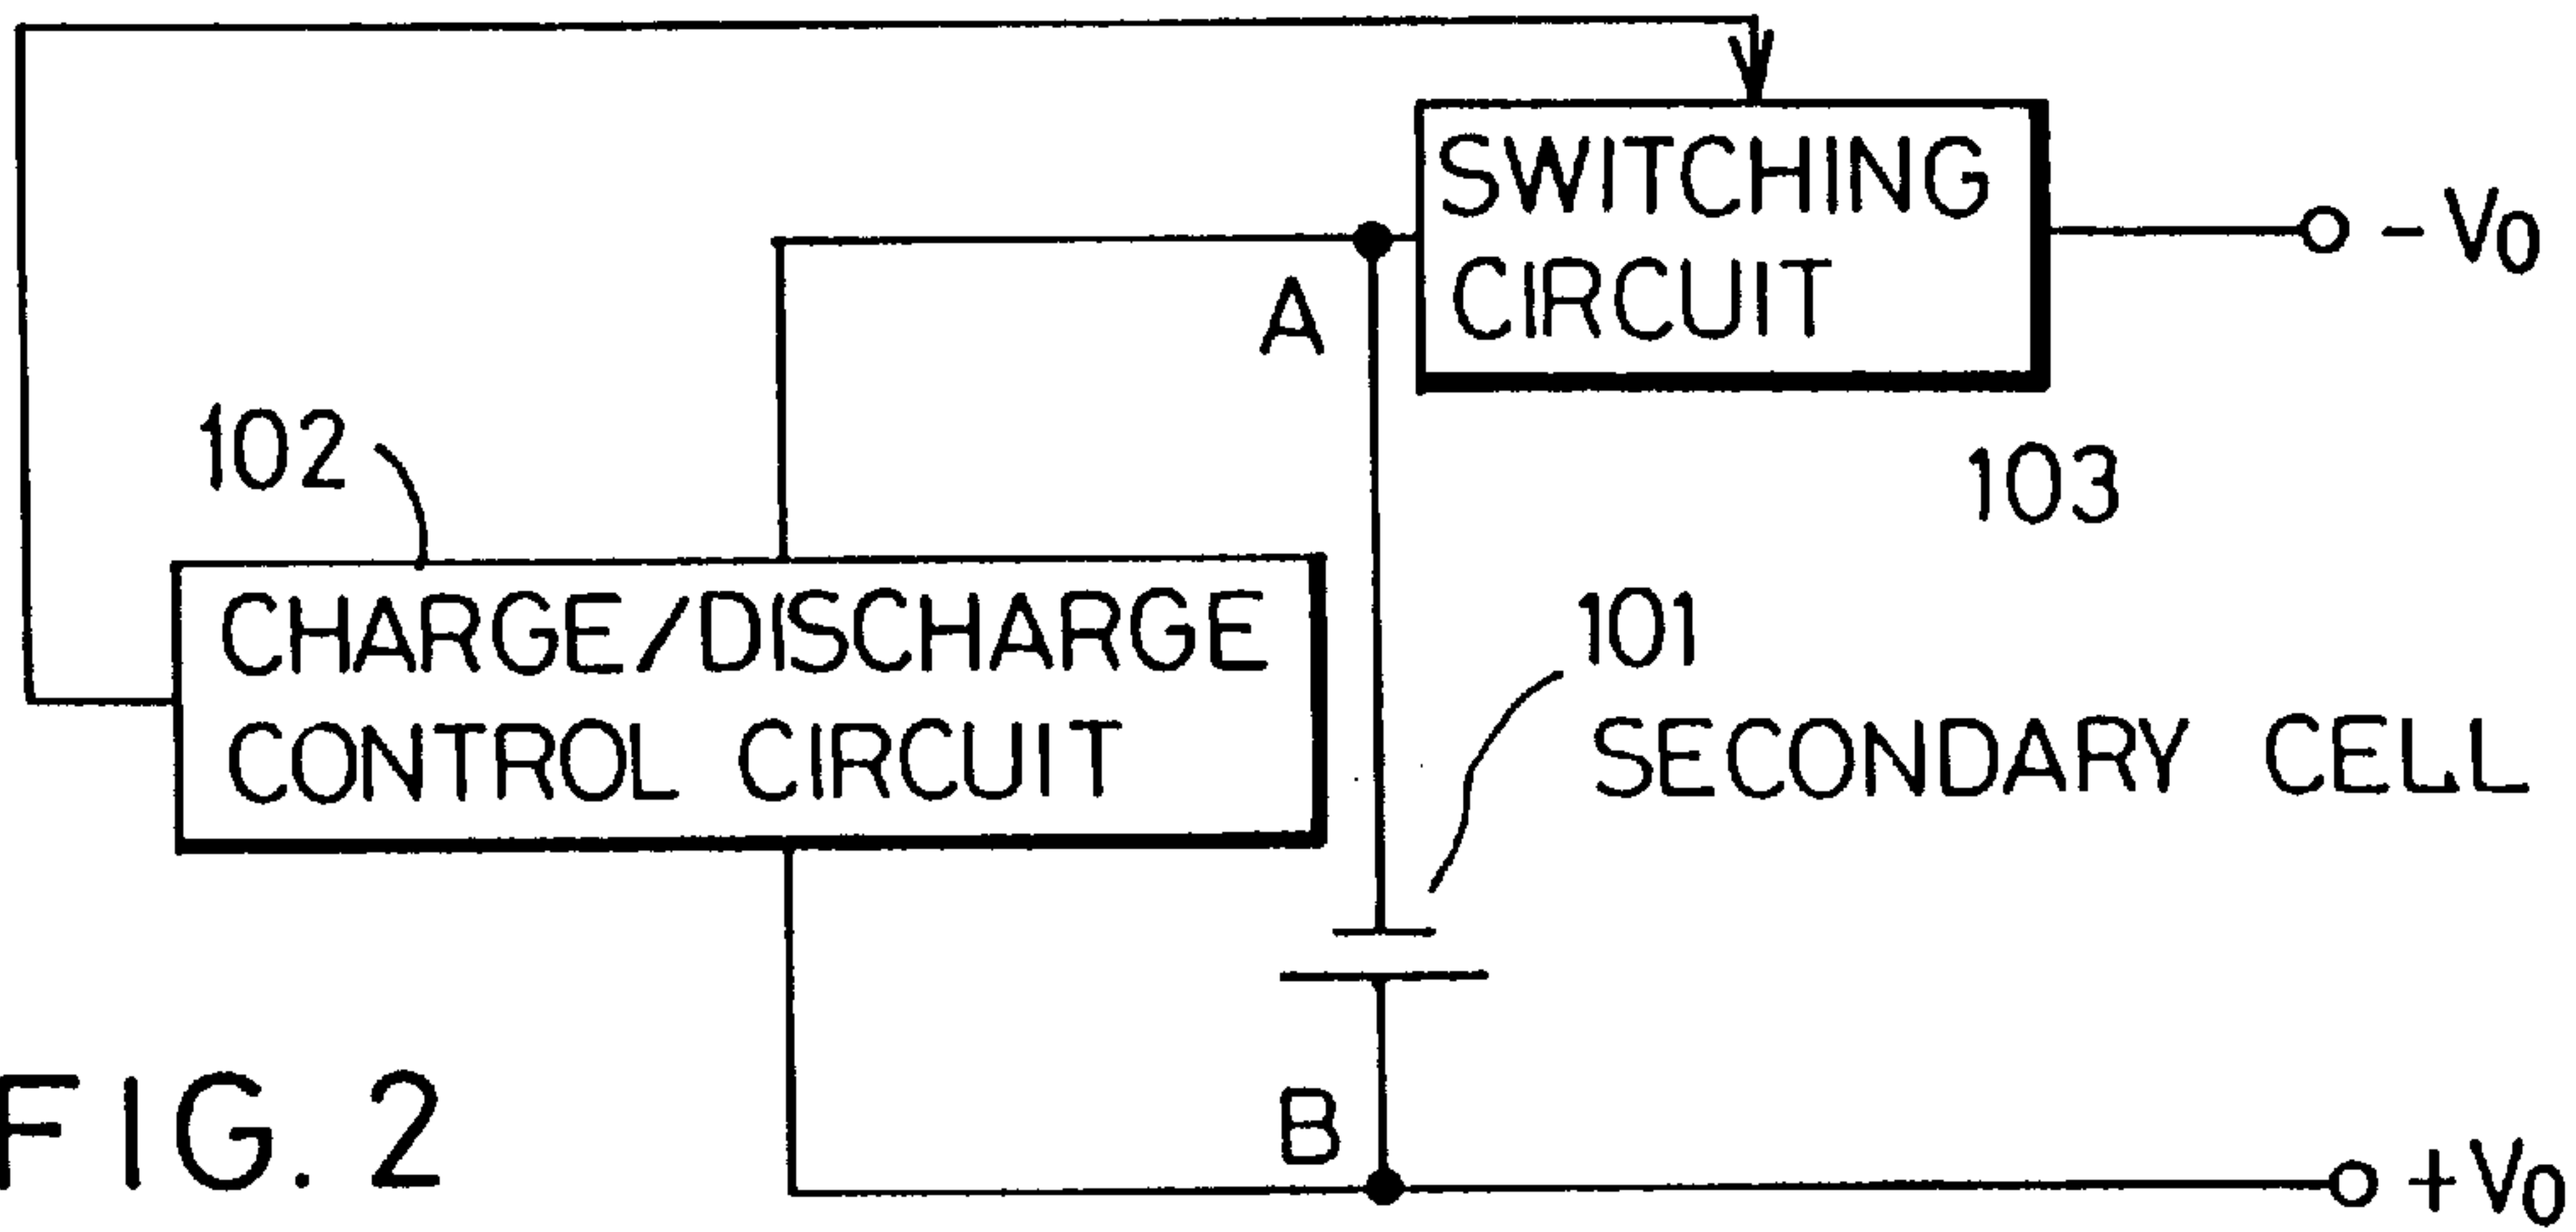 SWITCHING
CIRCUIT
- V0
A
103
102
CHARGE/DISCHARGE
CONTROL CIRCUIT
101
SECONDARY CELL
B
+ V0
FIG. 2